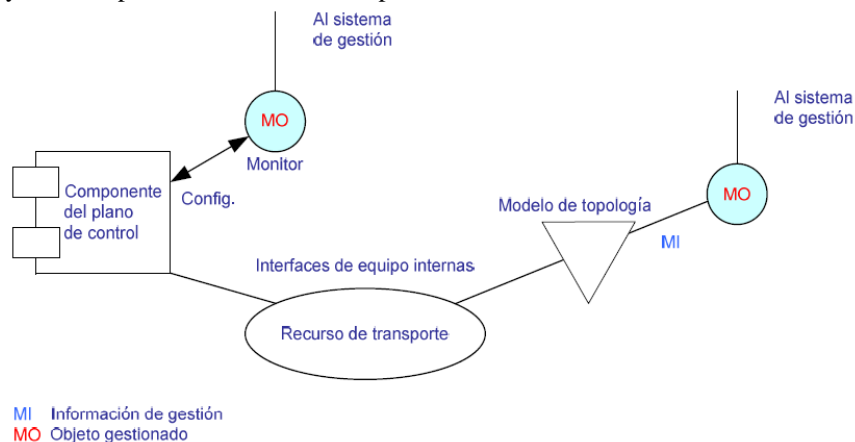 Al sistema
de gestión
MO
Monitor
Config.
Componente
del plano
de control
Al sistema
de gestión
MO
Modelo de topología
MI
Interfaces de equipo internas
Recurso de transporte
MI Información de gestión
MO Objeto gestionado